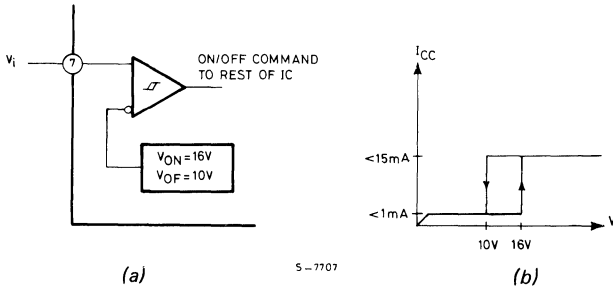 Vi
7
ON/OFF COMMAND
TO REST OF IC
VON=16V
VOF=10V
(a)
S-7707
ICC
<15mA
<1mA
10V 16V
V
(b)